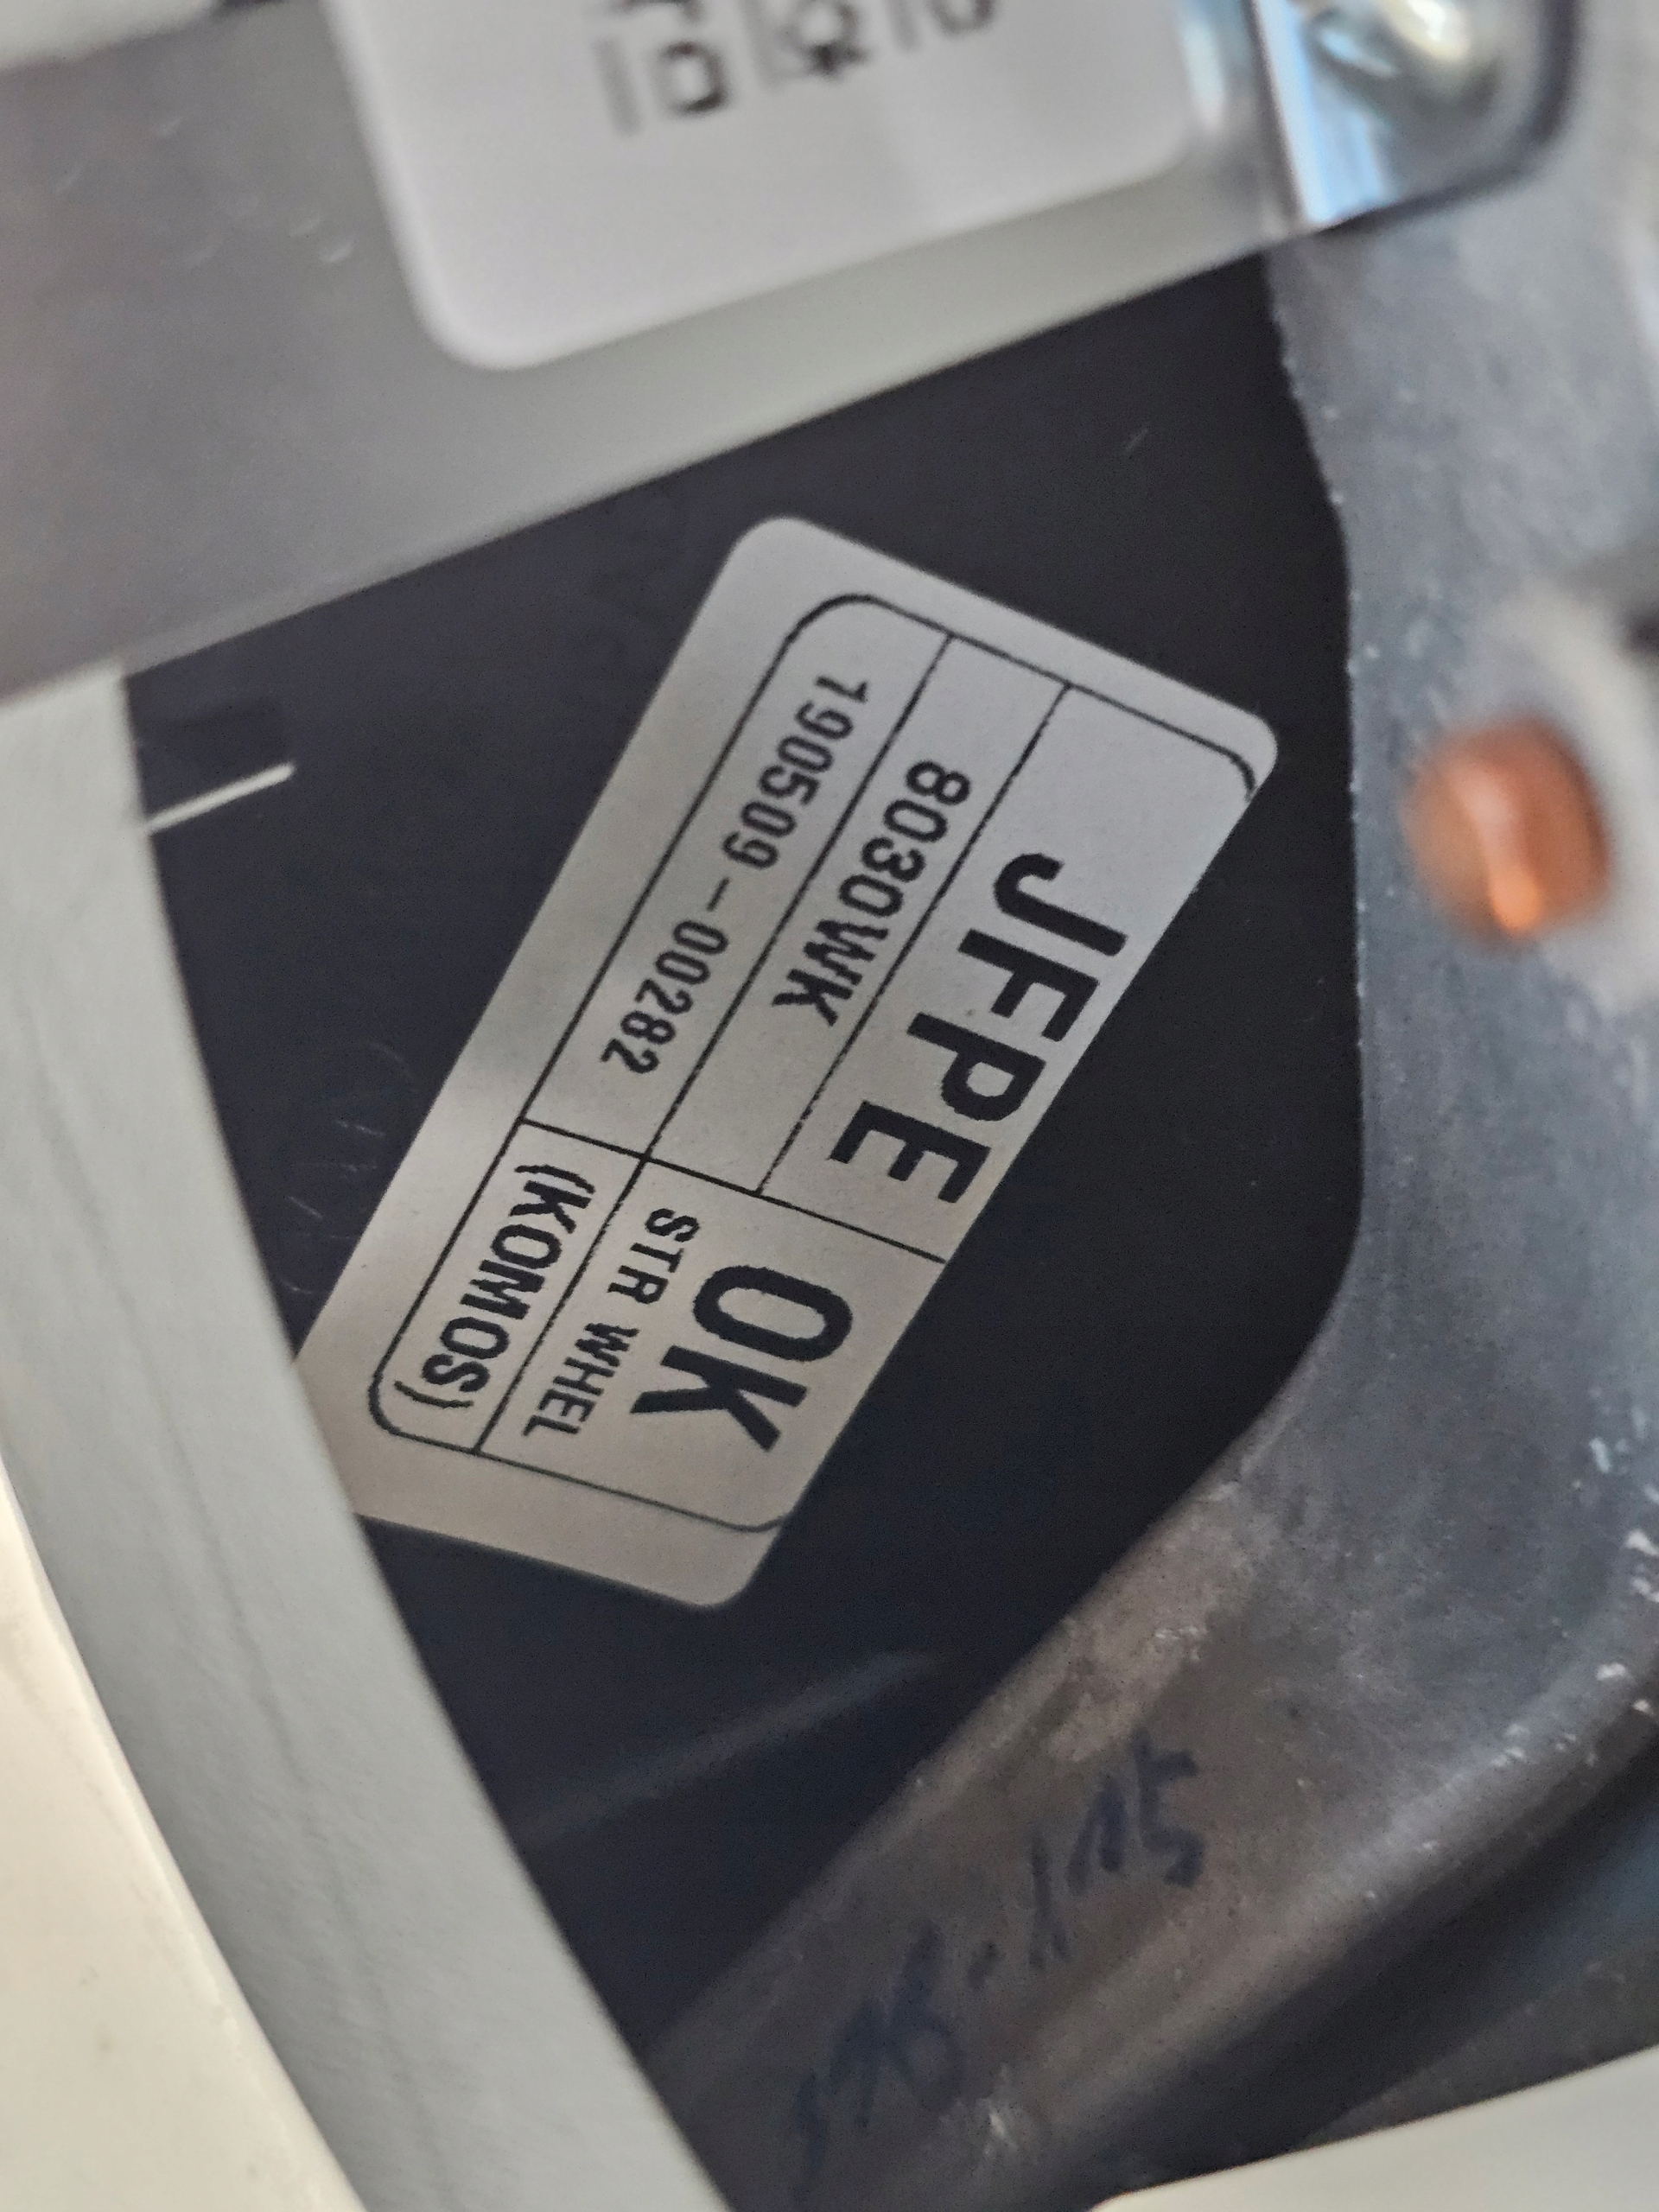 JFPE OK
8030WK STR WHEL
190509-00282 (KOMOS)